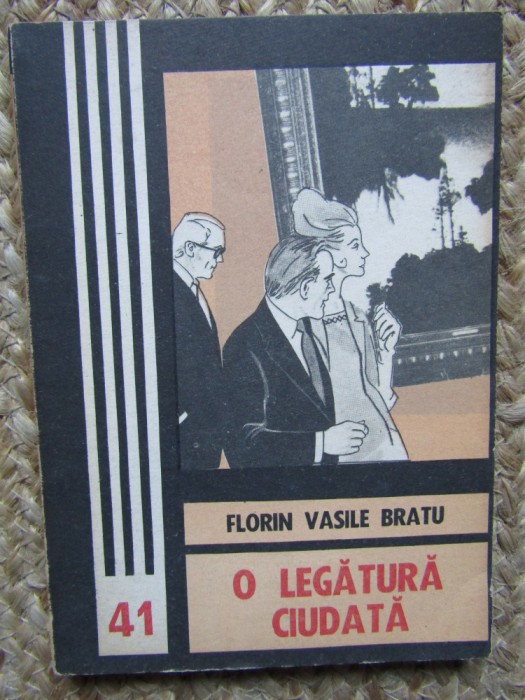 FLORIN VASILE BRATU
O LEGĂTURĂ
CIUDATĂ
41